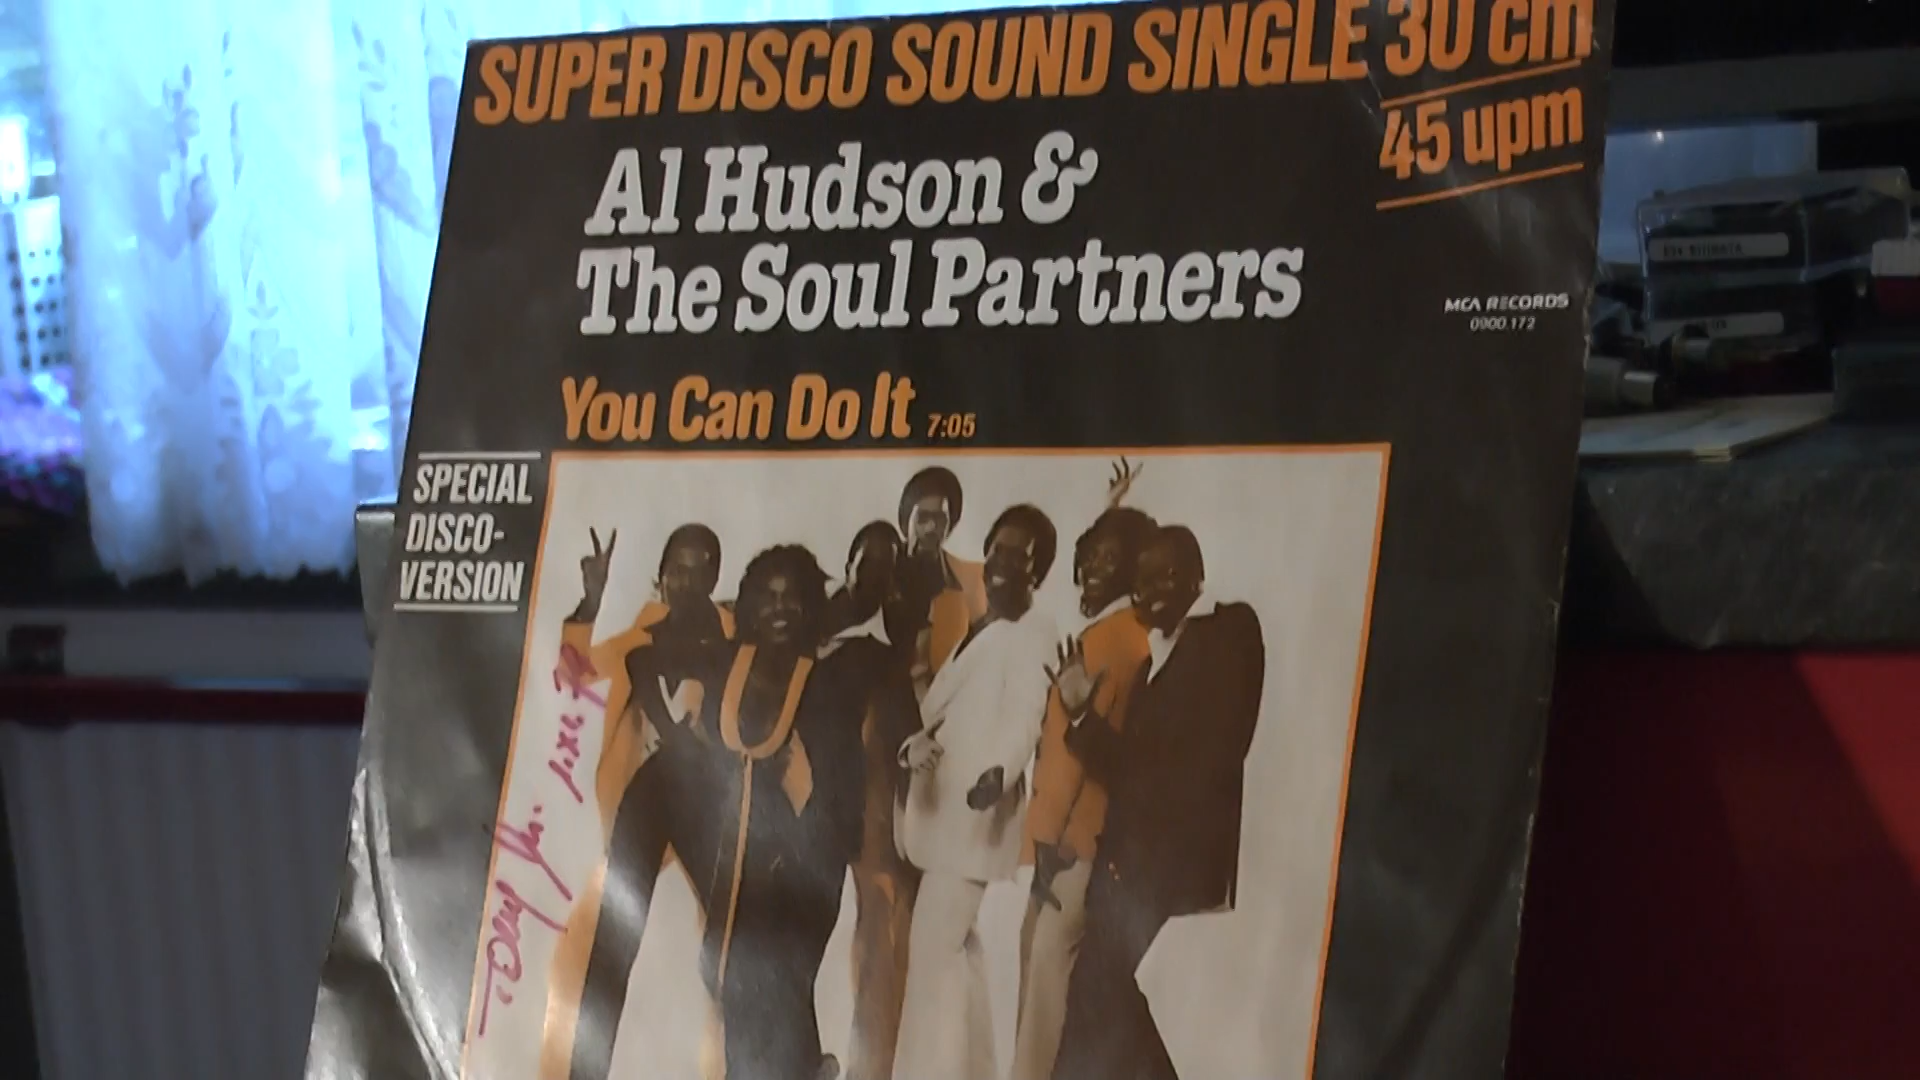 SUPER DISCO SOUND SINGLE 30 cm
45 upm
Al Hudson &
The Soul Partners
MCA RECORDS
0900.172
You Can Do It 7:05
SPECIAL
DISCO-
VERSION